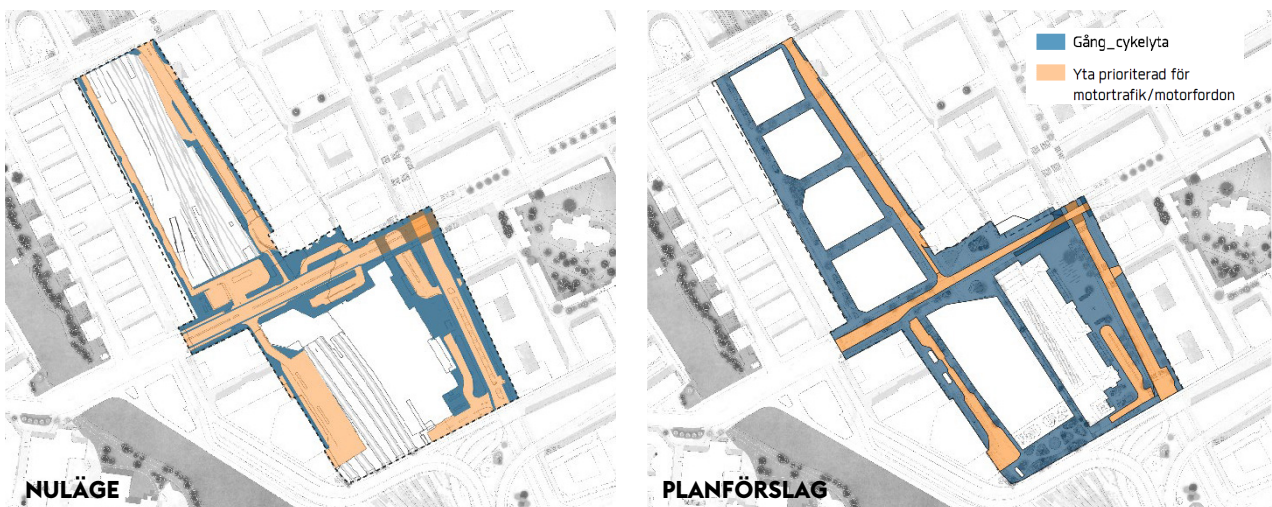 Gång_cykelyta
Yta prioriterad för
motortrafik/motorfordon
NULÄGE
PLANFÖRSLAG